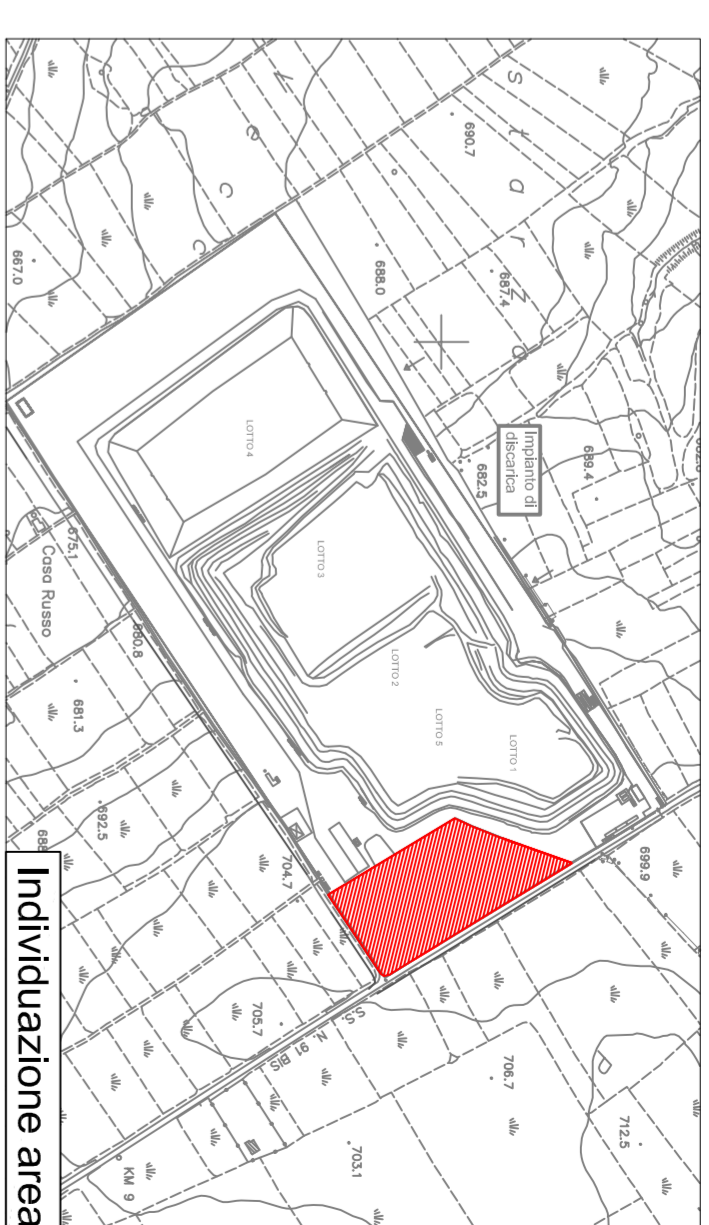 S t a r z a
L e c c
690.7
688.0
687.4
Impianto di
discarica
682.5
689.4
667.0
LOTTO 4
LOTTO 3
LOTTO 2
LOTTO 5
LOTTO 1
675.1
Casa Russo
680.8
681.3
692.5
688
704.7
699.9
705.7
S.S. N. 91 BIS
706.7
712.5
703.1
KM 9
Individuazione area